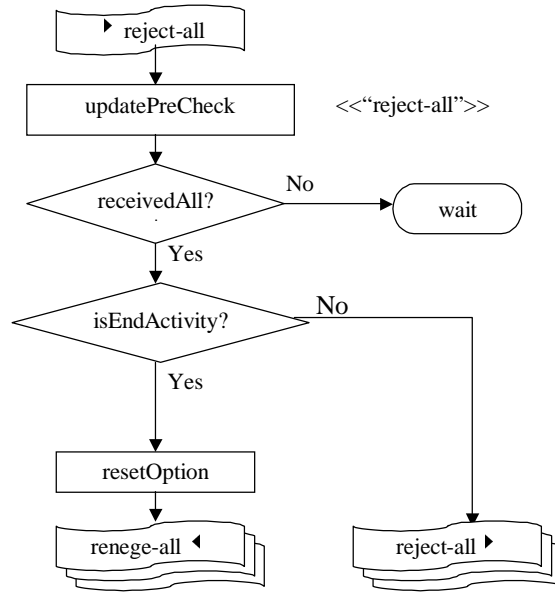 reject-all
updatePreCheck
<<“reject-all”>>
receivedAll?
No
wait
Yes
isEndActivity?
No
Yes
resetOption
renege-all
reject-all